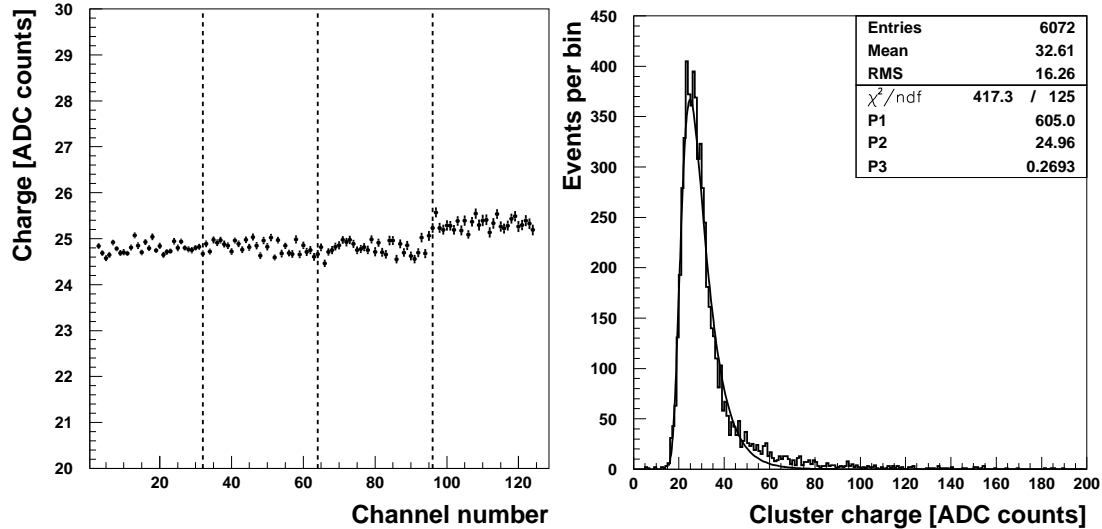 Charge [ADC counts]
30
29
28
27
26
25
24
23
22
21
20
20 40 60 80 100 120
Channel number
Events per bin
450
400
350
300
250
200
150
100
50
0
0 20 40 60 80 100 120 140 160 180 200
Cluster charge [ADC counts]
Entries 6072
Mean 32.61
RMS 16.26
χ²/ndf 417.3 / 125
P1 605.0
P2 24.96
P3 0.2693